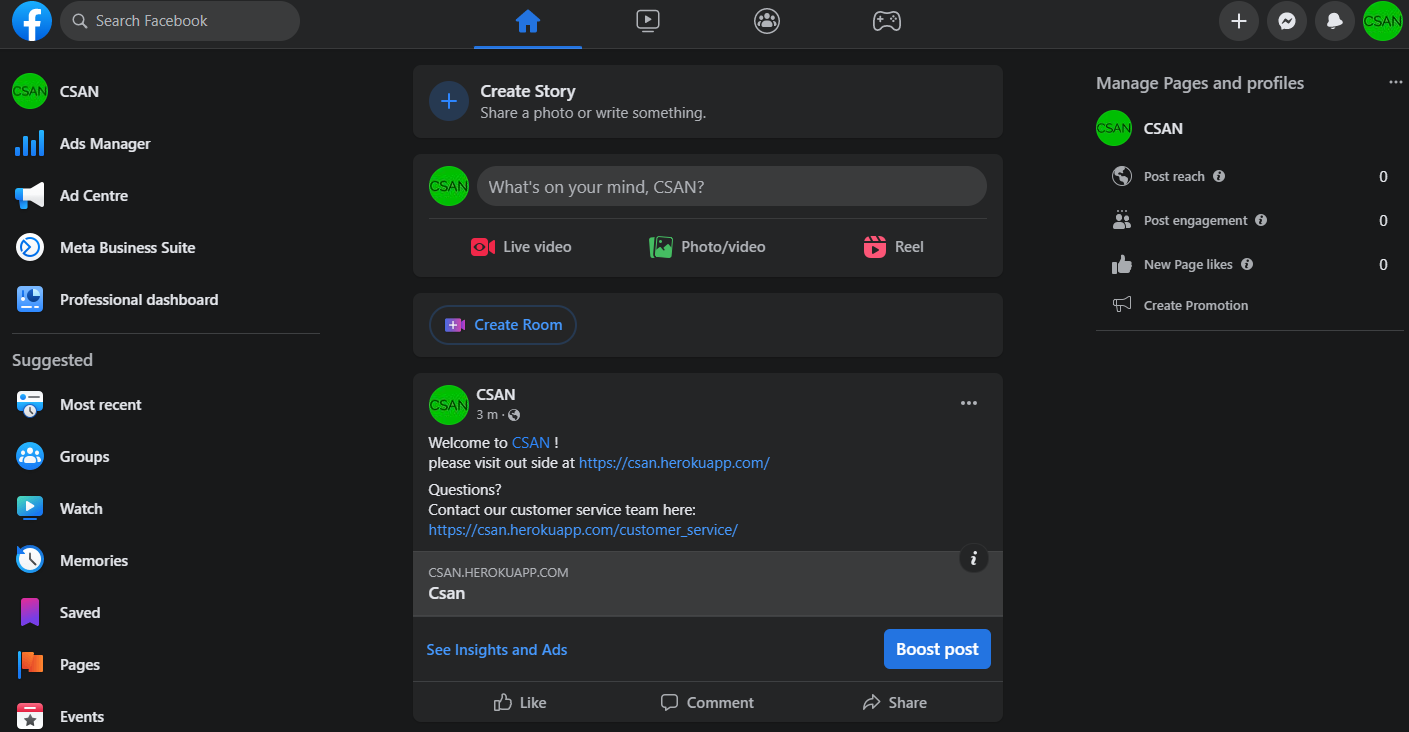 Search Facebook
CSAN
CSAN
CSAN
Ads Manager
Ad Centre
Meta Business Suite
Professional dashboard
Suggested
Most recent
Groups
Watch
Memories
Saved
Pages
Events
Create Story
Share a photo or write something.
CSAN
What's on your mind, CSAN?
Live video
Photo/video
Reel
Create Room
CSAN
CSAN
3 m ·
Welcome to CSAN !
please visit out side at https://csan.herokuapp.com/
Questions?
Contact our customer service team here:
https://csan.herokuapp.com/customer_service/
CSAN.HEROKUAPP.COM
Csan
See Insights and Ads
Boost post
Like
Comment
Share
Manage Pages and profiles
CSAN
CSAN
Post reach 0
Post engagement 0
New Page likes 0
Create Promotion